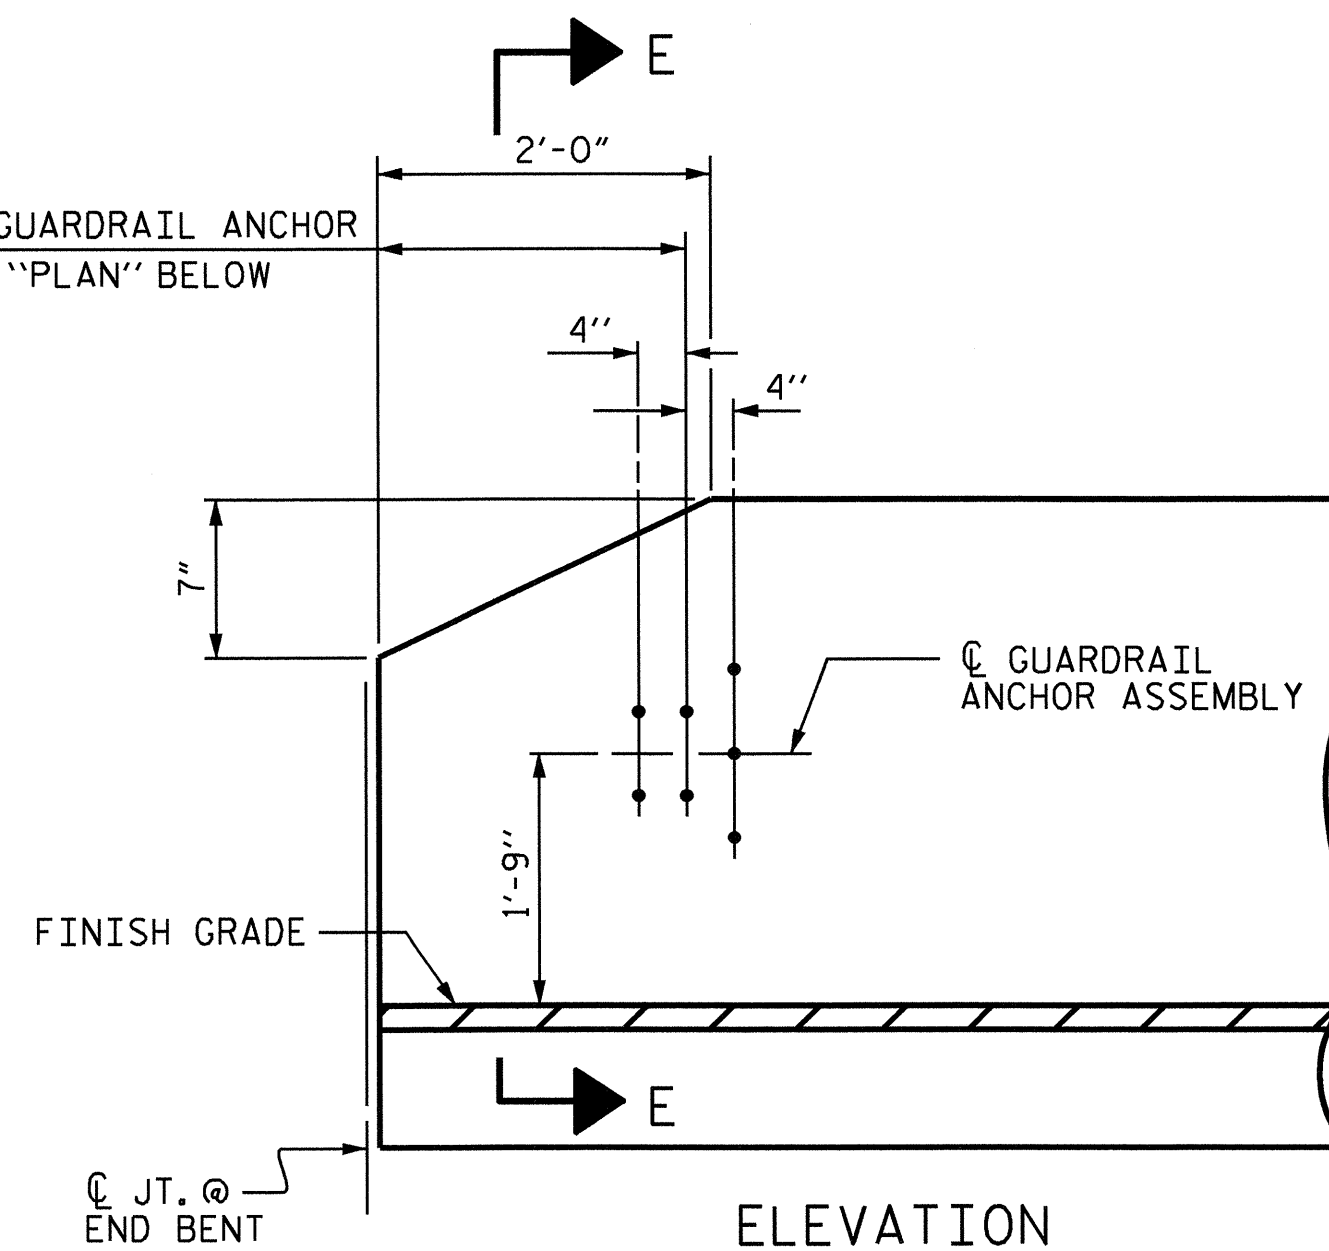 E
2'-0"
GUARDRAIL ANCHOR
"PLAN" BELOW
4"
4"
7"
℄ GUARDRAIL
ANCHOR ASSEMBLY
1'-9"
FINISH GRADE
E
℄ JT. @
END BENT
ELEVATION